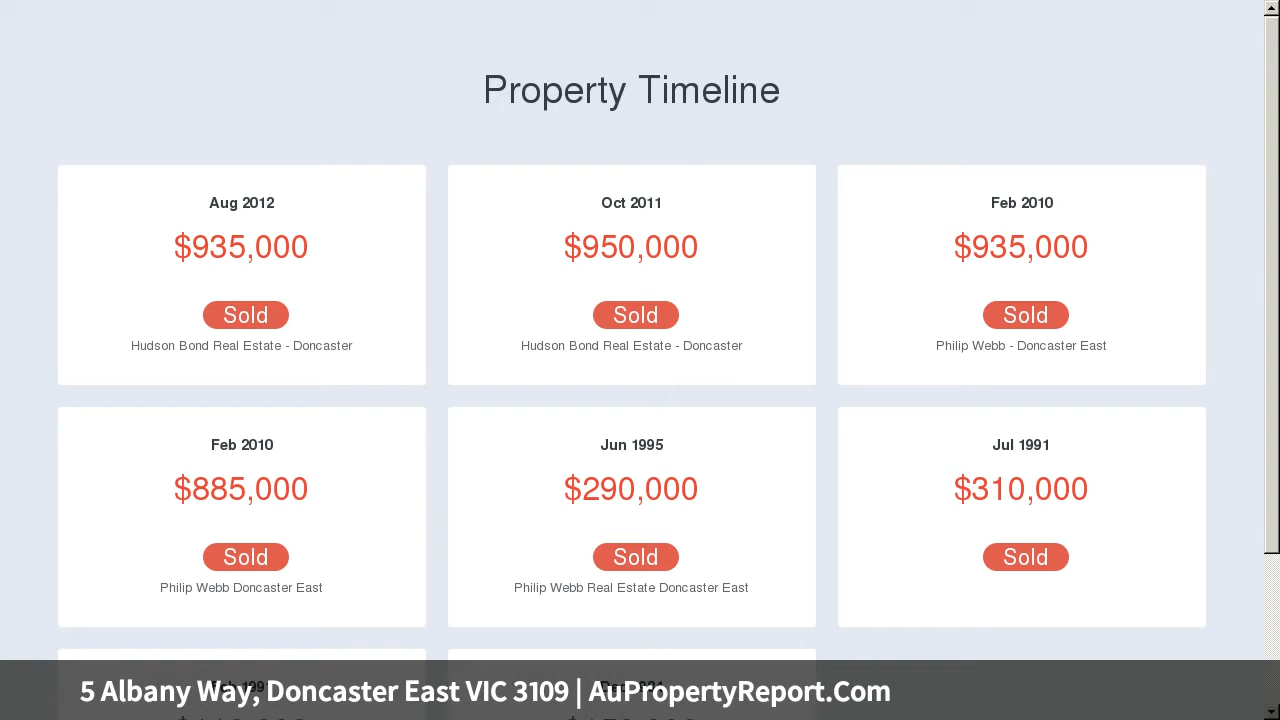 Property Timeline
Aug 2012
$935,000
Sold
Hudson Bond Real Estate - Doncaster
Oct 2011
$950,000
Sold
Hudson Bond Real Estate - Doncaster
Feb 2010
$935,000
Sold
Philip Webb - Doncaster East
Feb 2010
$885,000
Sold
Philip Webb Doncaster East
Jun 1995
$290,000
Sold
Philip Webb Real Estate Doncaster East
Jul 1991
$310,000
Sold
5 Albany Way, Doncaster East VIC 3109 | AuPropertyReport.Com